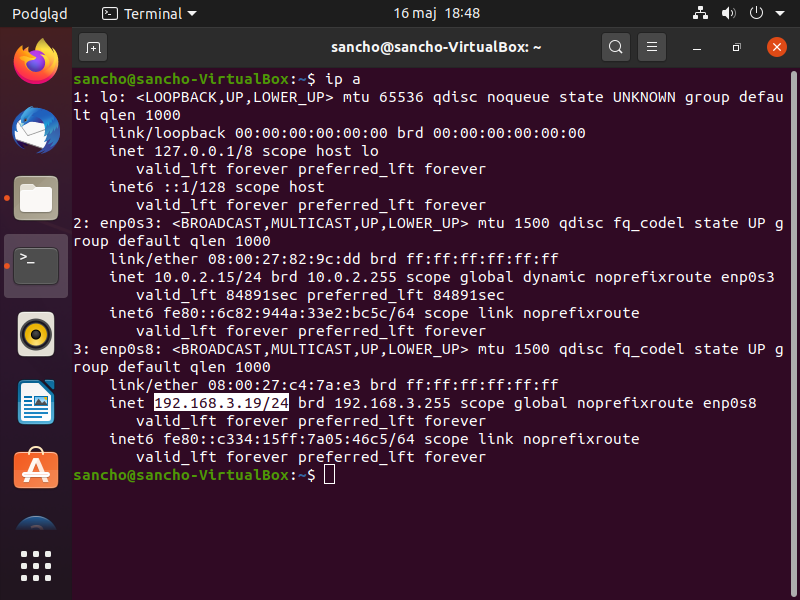 Podgląd
Terminal
16 maj 18:48
sancho@sancho-VirtualBox: ~
sancho@sancho-VirtualBox:~$ ip a
1: lo: <LOOPBACK,UP,LOWER_UP> mtu 65536 qdisc noqueue state UNKNOWN group defau
lt qlen 1000
    link/loopback 00:00:00:00:00:00 brd 00:00:00:00:00:00
    inet 127.0.0.1/8 scope host lo
       valid_lft forever preferred_lft forever
    inet6 ::1/128 scope host
       valid_lft forever preferred_lft forever
2: enp0s3: <BROADCAST,MULTICAST,UP,LOWER_UP> mtu 1500 qdisc fq_codel state UP g
roup default qlen 1000
    link/ether 08:00:27:82:9c:dd brd ff:ff:ff:ff:ff:ff
    inet 10.0.2.15/24 brd 10.0.2.255 scope global dynamic noprefixroute enp0s3
       valid_lft 84891sec preferred_lft 84891sec
    inet6 fe80::6c82:944a:33e2:bc5c/64 scope link noprefixroute
       valid_lft forever preferred_lft forever
3: enp0s8: <BROADCAST,MULTICAST,UP,LOWER_UP> mtu 1500 qdisc fq_codel state UP g
roup default qlen 1000
    link/ether 08:00:27:c4:7a:e3 brd ff:ff:ff:ff:ff:ff
    inet 192.168.3.19/24 brd 192.168.3.255 scope global noprefixroute enp0s8
       valid_lft forever preferred_lft forever
    inet6 fe80::c334:15ff:7a05:46c5/64 scope link noprefixroute
       valid_lft forever preferred_lft forever
sancho@sancho-VirtualBox:~$